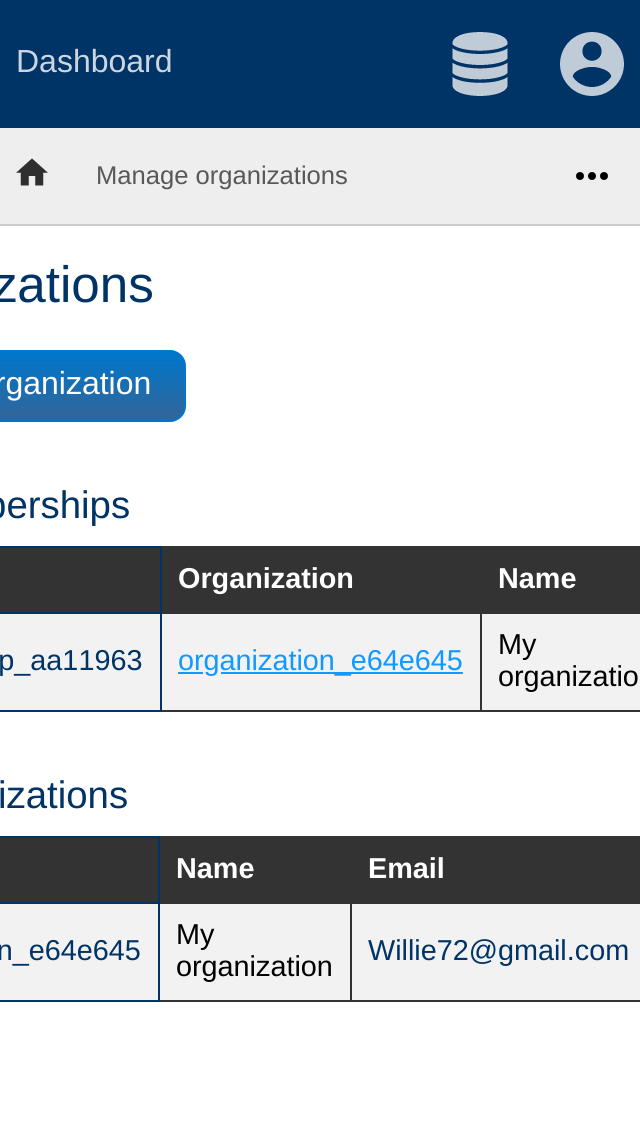 Dashboard
Manage organizations
zations
rganization
berships
Organization Name
p_aa11963 organization_e64e645 My
organizatio
izations
Name Email
n_e64e645 My
organization Willie72@gmail.com